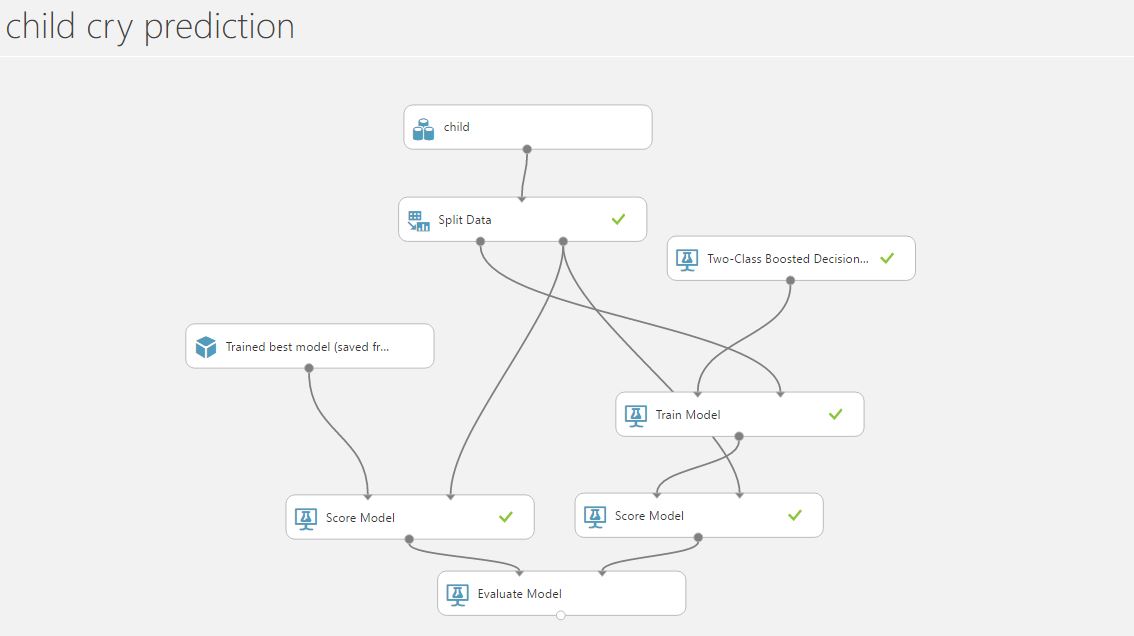 child cry prediction
child
Split Data
Two-Class Boosted Decision...
Trained best model (saved fr...
Train Model
Score Model
Score Model
Evaluate Model